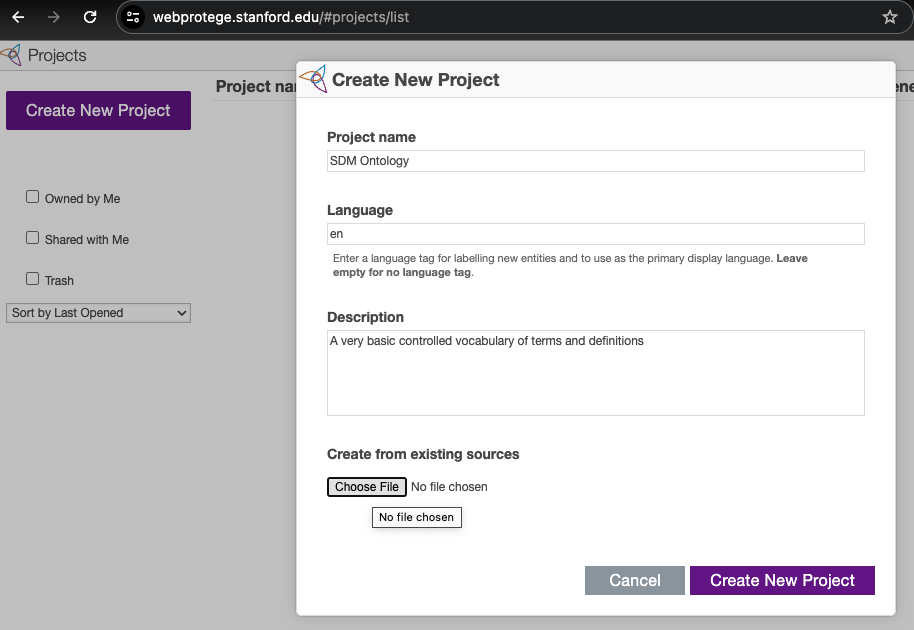 webprotege.stanford.edu/#projects/list
Projects
Create New Project
Project name
Create New Project
Owned by Me
Shared with Me
Trash
Sort by Last Opened
Project name
SDM Ontology
Language
en
Enter a language tag for labelling new entities and to use as the primary display language. Leave
empty for no language tag.
Description
A very basic controlled vocabulary of terms and definitions
Create from existing sources
Choose File No file chosen
No file chosen
Cancel
Create New Project